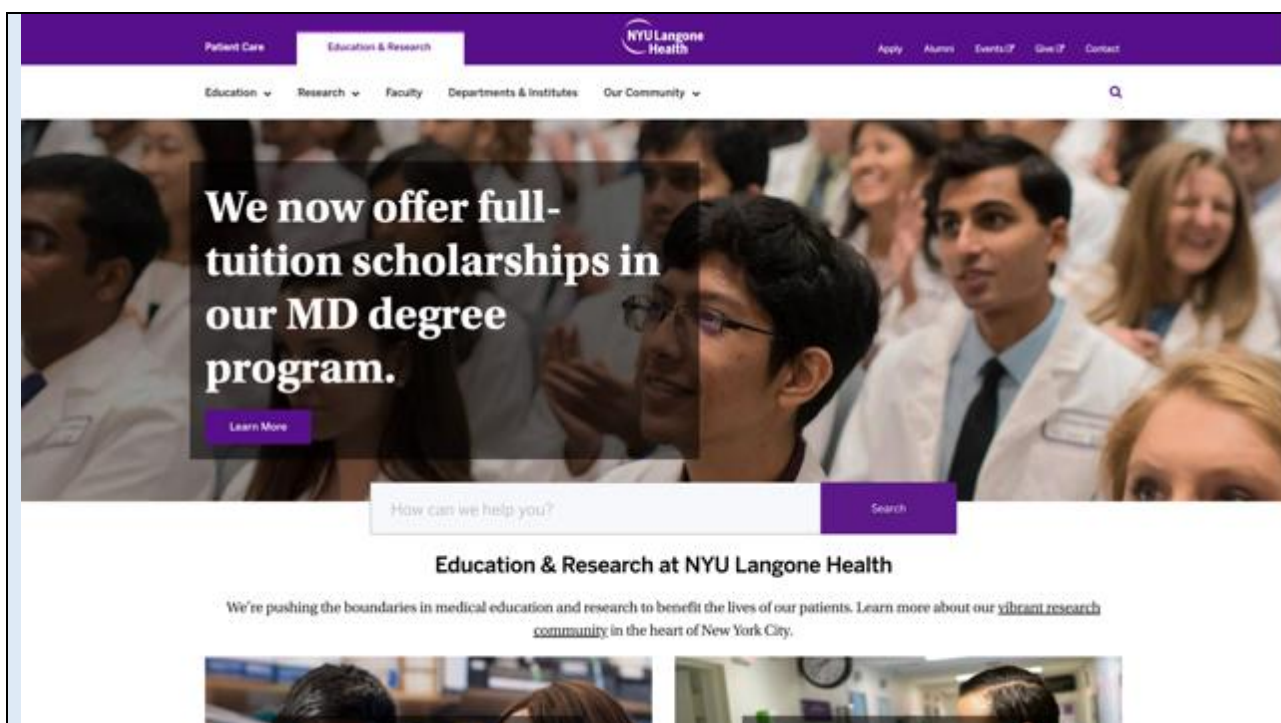 Patient Care
Education & Research
NYU Langone
Health
Apply Alumni Events Give Contact
Education Research Faculty Departments & Institutes Our Community
We now offer full-
tuition scholarships in
our MD degree
program.
Learn More
How can we help you?
Search
Education & Research at NYU Langone Health
We're pushing the boundaries in medical education and research to benefit the lives of our patients. Learn more about our vibrant research
community in the heart of New York City.